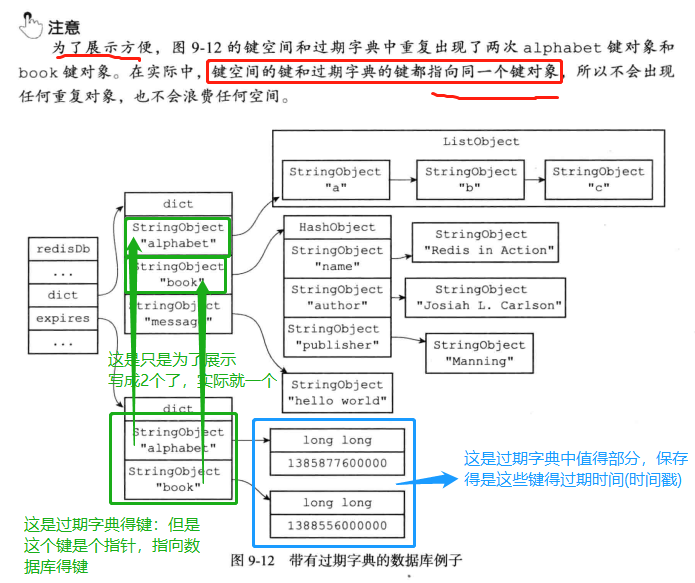 注意
为了展示方便，图 9-12 的键空间和过期字典中重复出现了两次 alphabet 键对象和
book 键对象。在实际中，键空间的键和过期字典的键都指向同一个键对象，所以不会出现
任何重复对象，也不会浪费任何空间。
ListObject
StringObject
"a"
StringObject
"b"
StringObject
"c"
dict
StringObject
"alphabet"
StringObject
"book"
StringObject
"message"
redisDb
...
dict
expires
...
HashObject
StringObject
"name"
StringObject
"author"
StringObject
"publisher"
StringObject
"Redis in Action"
StringObject
"Josiah L. Carlson"
StringObject
"Manning"
StringObject
"hello world"
这是只是为了展示
写成2个了，实际就一个
dict
StringObject
"alphabet"
StringObject
"book"
long long
1385877600000
long long
1388556000000
这是过期字典中值得部分，保存
得是这些键得过期时间(时间戳)
这是过期字典得键：但是
这个键是个指针，指向数
据库得键
图 9-12 带有过期字典的数据库例子